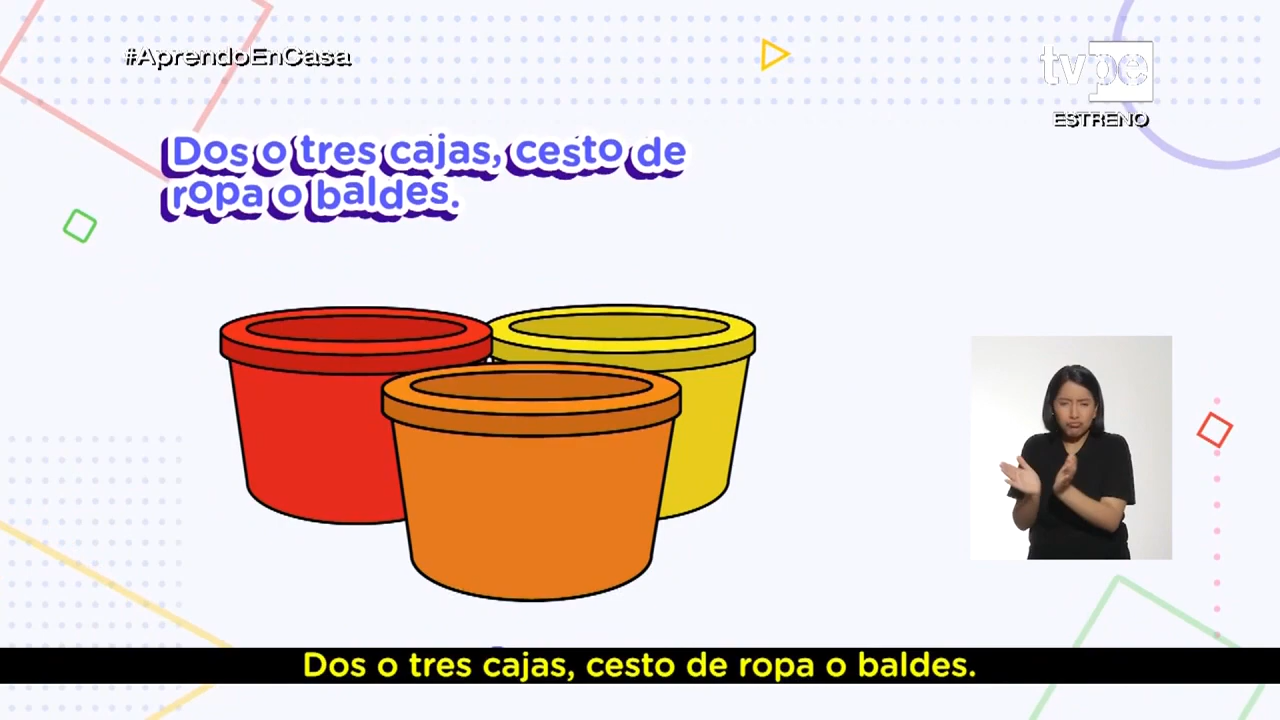 #AprendoEnCasa
tvpe
ESTRENO
Dos o tres cajas, cesto de
ropa o baldes.
Dos o tres cajas, cesto de ropa o baldes.